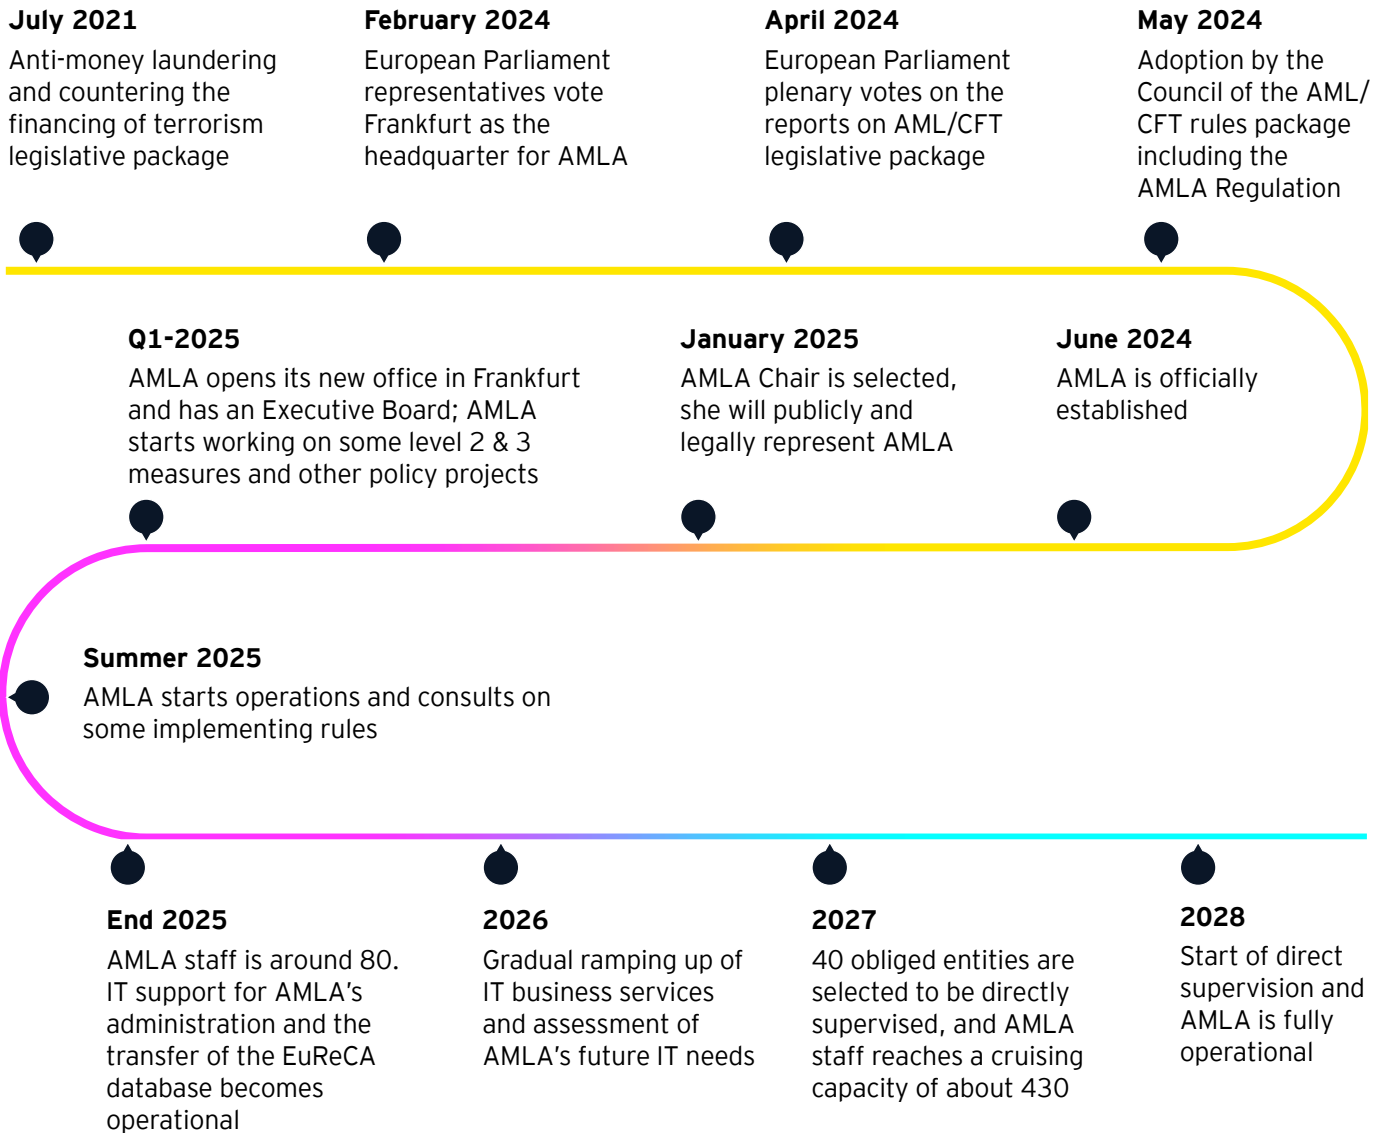 July 2021
Anti-money laundering
and countering the
financing of terrorism
legislative package
February 2024
European Parliament
representatives vote
Frankfurt as the
headquarter for AMLA
April 2024
European Parliament
plenary votes on the
reports on AML/CFT
legislative package
May 2024
Adoption by the
Council of the AML/
CFT rules package
including the
AMLA Regulation
June 2024
AMLA is officially
established
January 2025
AMLA Chair is selected,
she will publicly and
legally represent AMLA
Q1-2025
AMLA opens its new office in Frankfurt
and has an Executive Board; AMLA
starts working on some level 2 & 3
measures and other policy projects
Summer 2025
AMLA starts operations and consults on
some implementing rules
End 2025
AMLA staff is around 80.
IT support for AMLA’s
administration and the
transfer of the EuReCA
database becomes
operational
2026
Gradual ramping up of
IT business services
and assessment of
AMLA’s future IT needs
2027
40 obliged entities are
selected to be directly
supervised, and AMLA
staff reaches a cruising
capacity of about 430
2028
Start of direct
supervision and
AMLA is fully
operational